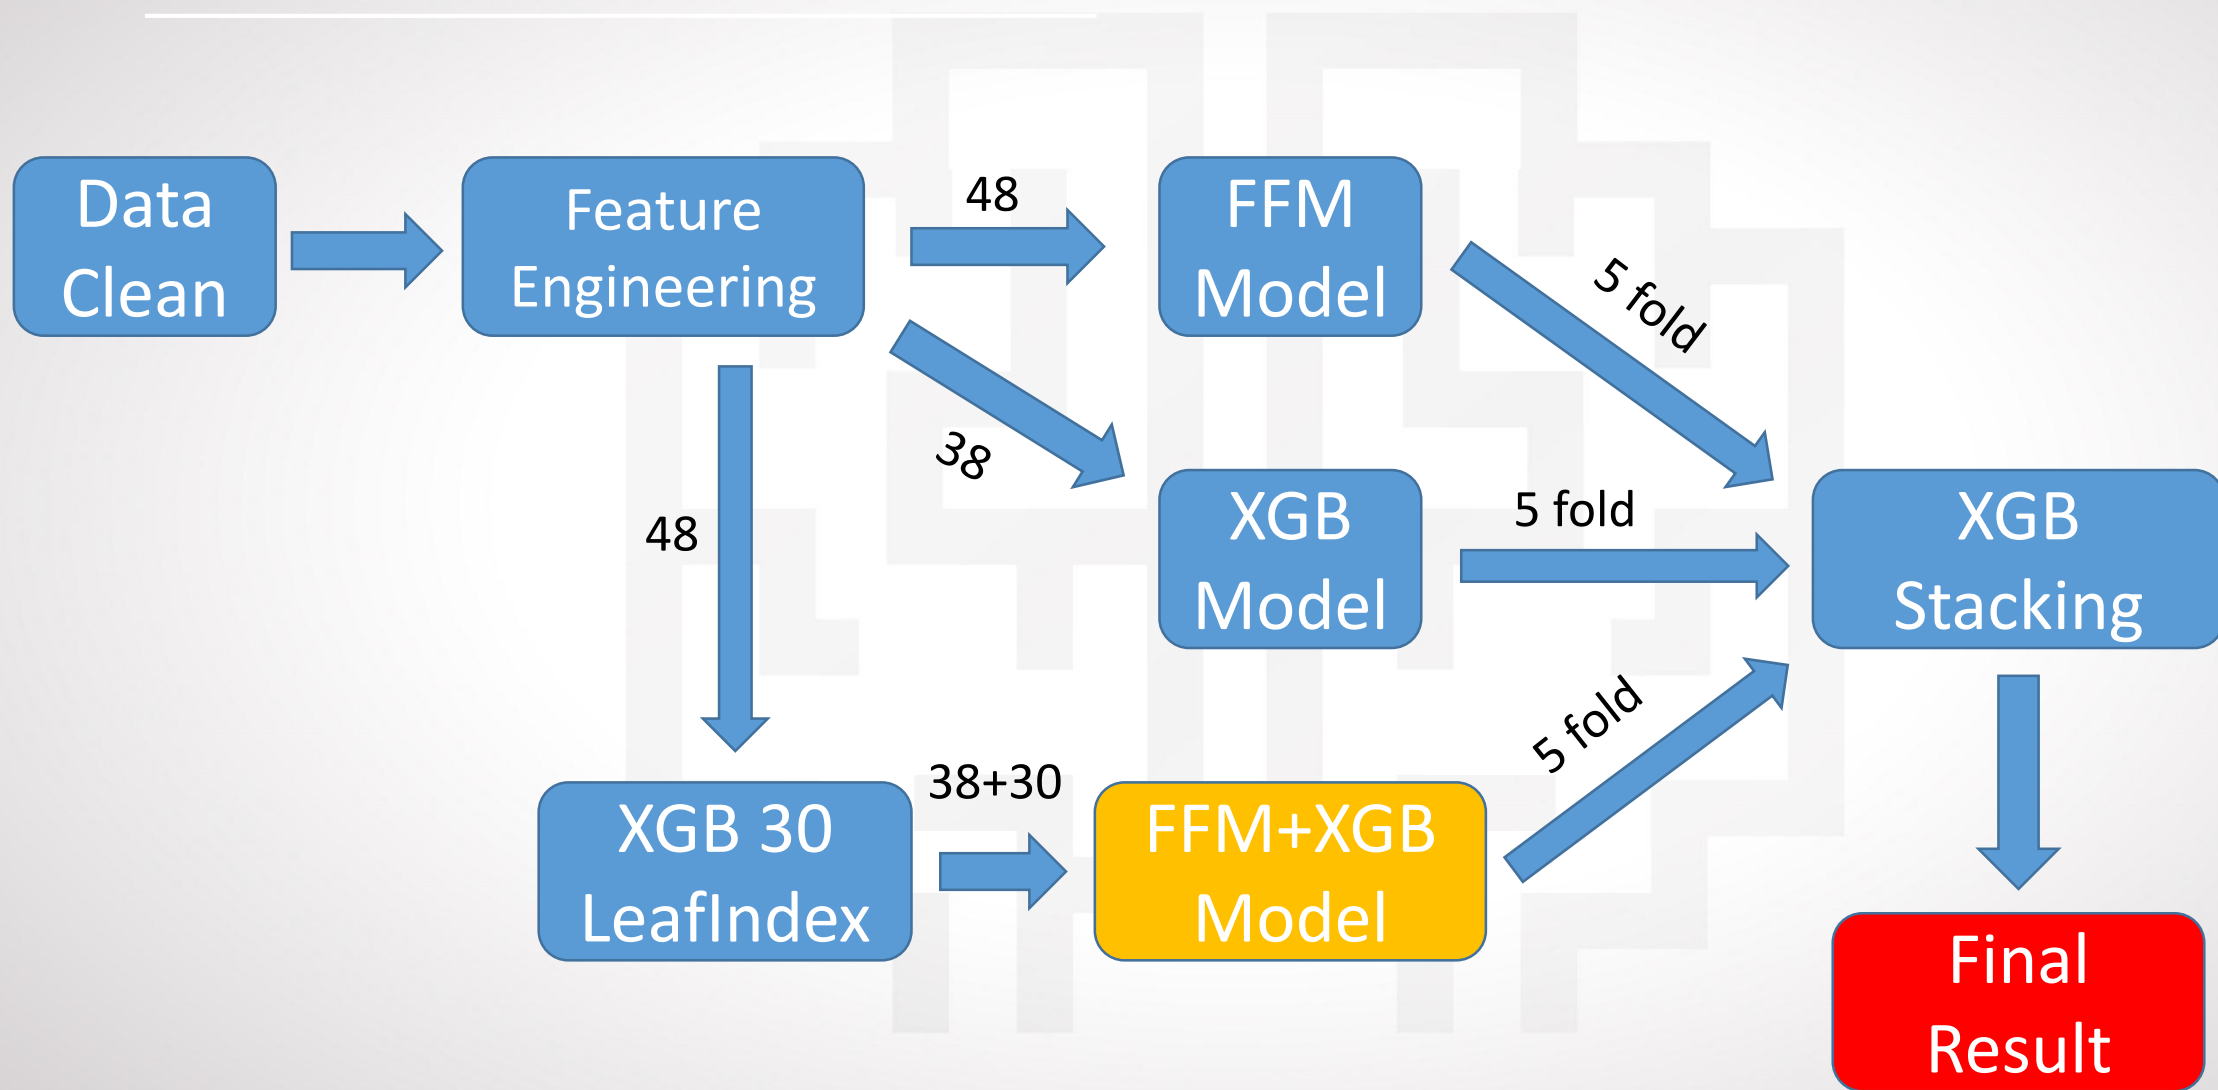 Data
Clean
Feature
Engineering
48
FFM
Model
5 fold
38
XGB
Model
5 fold
XGB
Stacking
48
XGB 30
LeafIndex
38+30
FFM+XGB
Model
5 fold
Final
Result